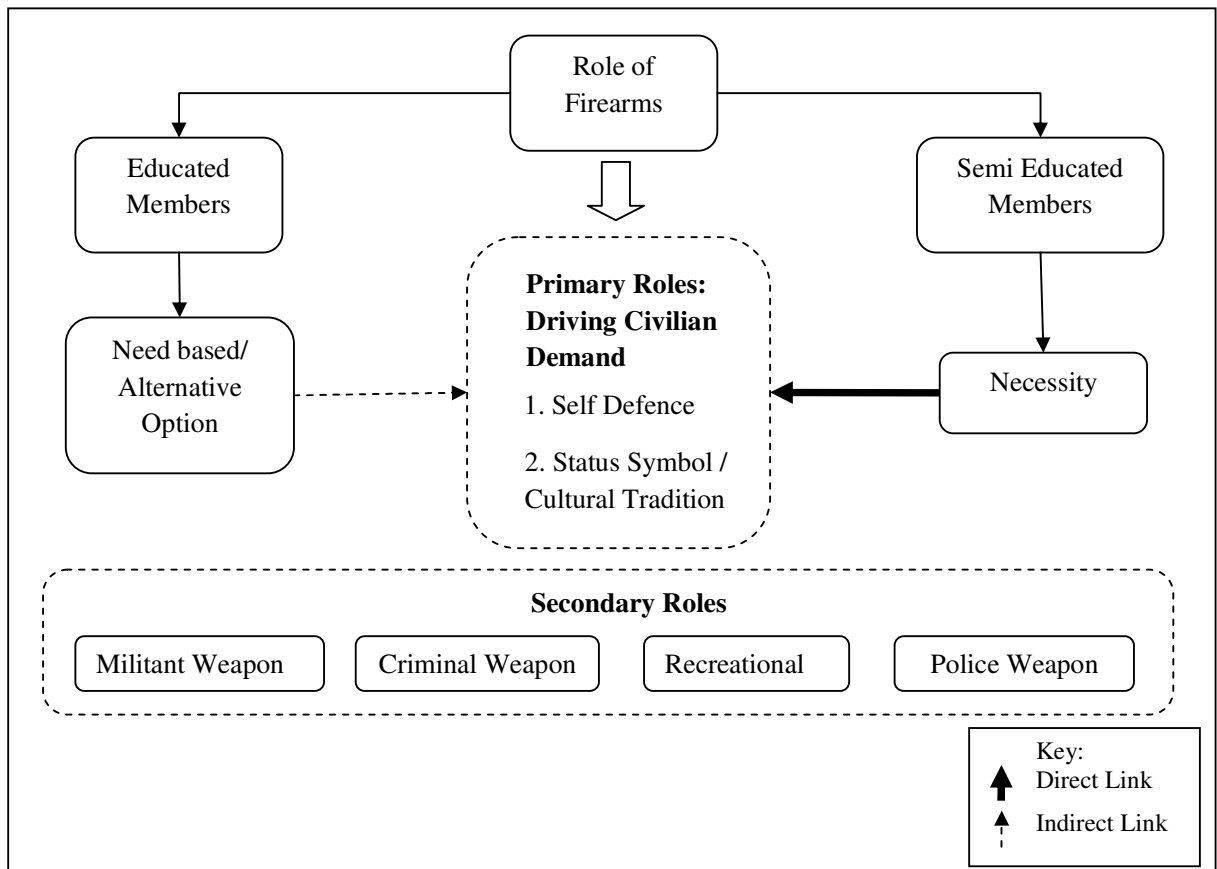 Role of
Firearms
Educated
Members
Semi Educated
Members
Primary Roles:
Driving Civilian
Demand
1. Self Defence
2. Status Symbol /
Cultural Tradition
Need based/
Alternative
Option
Necessity
Secondary Roles
Militant Weapon
Criminal Weapon
Recreational
Police Weapon
Key:
Direct Link
Indirect Link